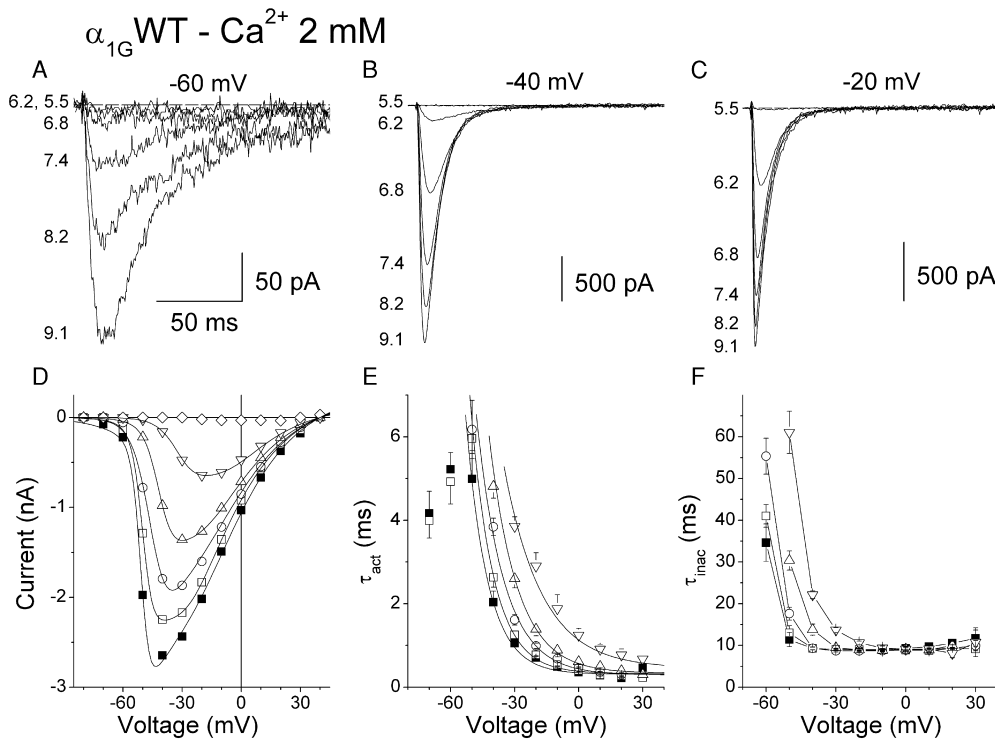 α1GWT - Ca2+ 2 mM
A
-60 mV
6.2, 5.5
6.8
7.4
8.2
9.1
50 pA
50 ms
B
-40 mV
5.5
6.2
6.8
7.4
8.2
9.1
500 pA
C
-20 mV
5.5
6.2
6.8
7.4
8.2
9.1
500 pA
D
0
-1
-2
-3
Current (nA)
-60
-30
0
30
Voltage (mV)
E
6
4
2
0
τact (ms)
-60
-30
0
30
Voltage (mV)
F
60
50
40
30
20
10
0
τinac (ms)
-60
-30
0
30
Voltage (mV)